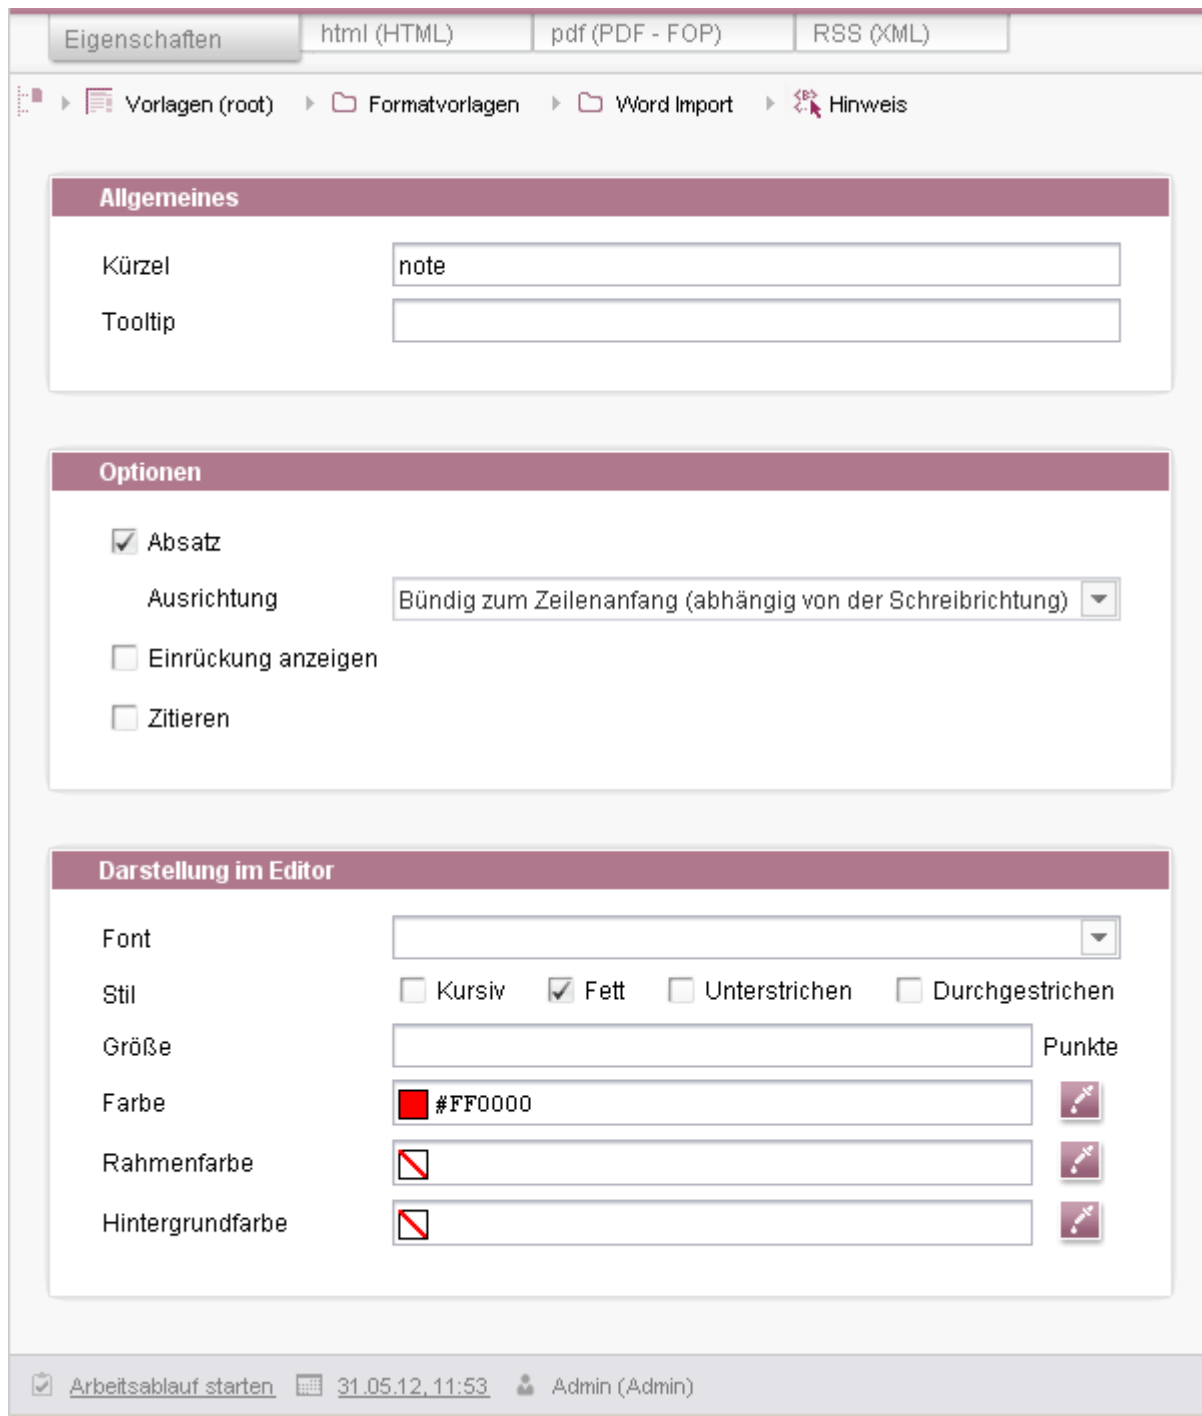 Eigenschaften html (HTML) pdf (PDF - FOP) RSS (XML)
Vorlagen (root) Formatvorlagen Word Import Hinweis
Allgemeines
Kürzel note
Tooltip
Optionen
Absatz
Ausrichtung Bündig zum Zeilenanfang (abhängig von der Schreibrichtung)
Einrückung anzeigen
Zitieren
Darstellung im Editor
Font
Stil Kursiv Fett Unterstrichen Durchgestrichen
Größe Punkte
Farbe #FF0000
Rahmenfarbe
Hintergrundfarbe
Arbeitsablauf starten 31.05.12, 11:53 Admin (Admin)